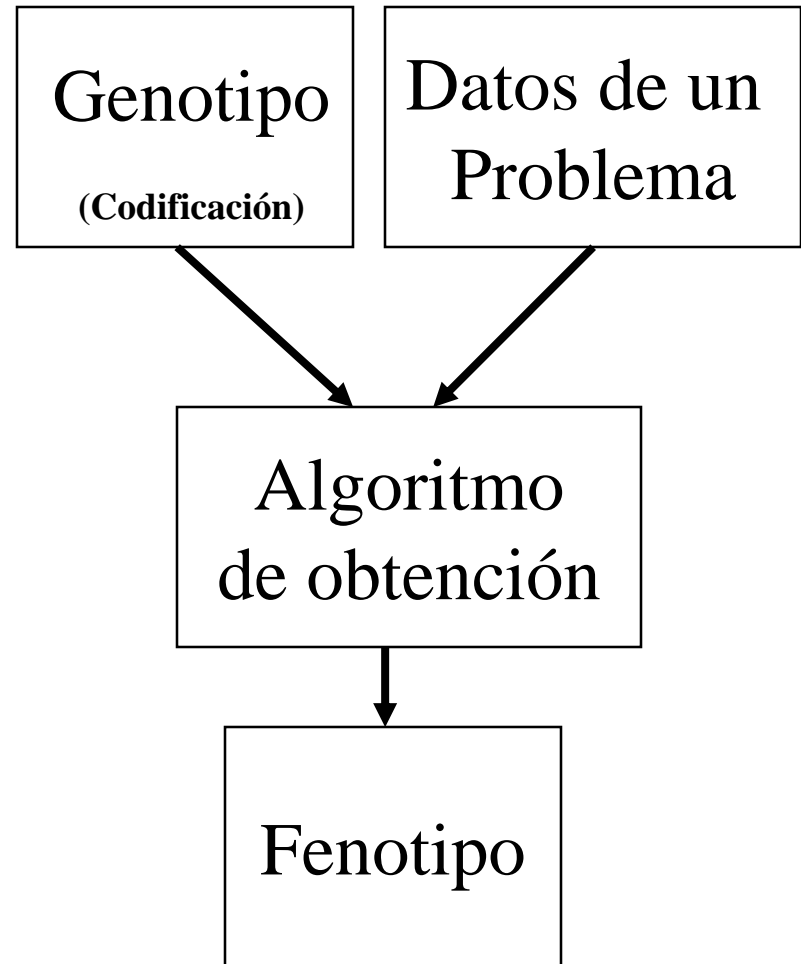 Genotipo
(Codificación)
Datos de un
Problema
Algoritmo
de obtención
Fenotipo